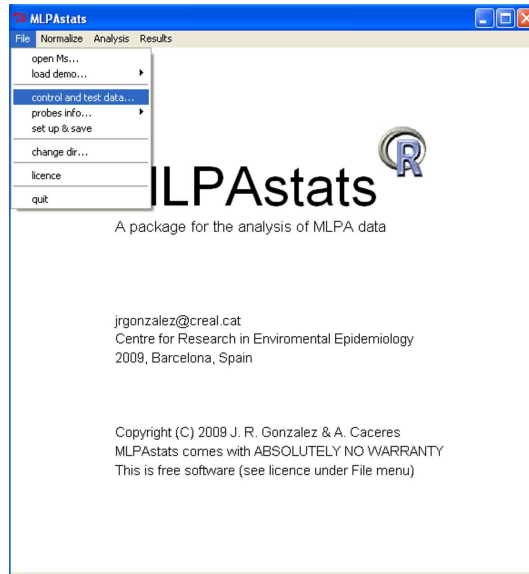 MLPAstats
File Normalize Analysis Results
open Ms...
load demo...
control and test data...
probes info...
set up & save
change dir...
licence
quit
R
LPAstats
A package for the analysis of MLPA data
jrgonzalez@creal.cat
Centre for Research in Enviromental Epidemiology
2009, Barcelona, Spain
Copyright (C) 2009 J. R. Gonzalez & A. Caceres
MLPAstats comes with ABSOLUTELY NO WARRANTY
This is free software (see licence under File menu)